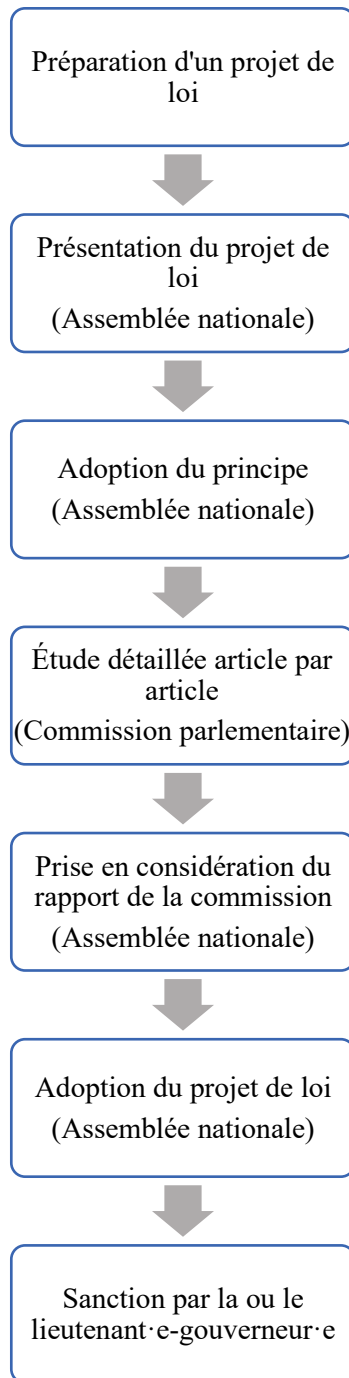 Préparation d'un projet de
loi
Présentation du projet de
loi
(Assemblée nationale)
Adoption du principe
(Assemblée nationale)
Étude détaillée article par
article
(Commission parlementaire)
Prise en considération du
rapport de la commission
(Assemblée nationale)
Adoption du projet de loi
(Assemblée nationale)
Sanction par la ou le
lieutenant·e-gouverneur·e